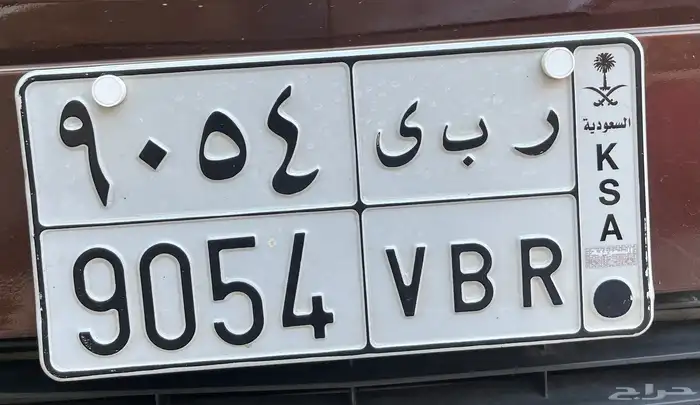 ٩٠٥٤ ر ب ى
9054 VBR
السعودية
K
S
A
حراج